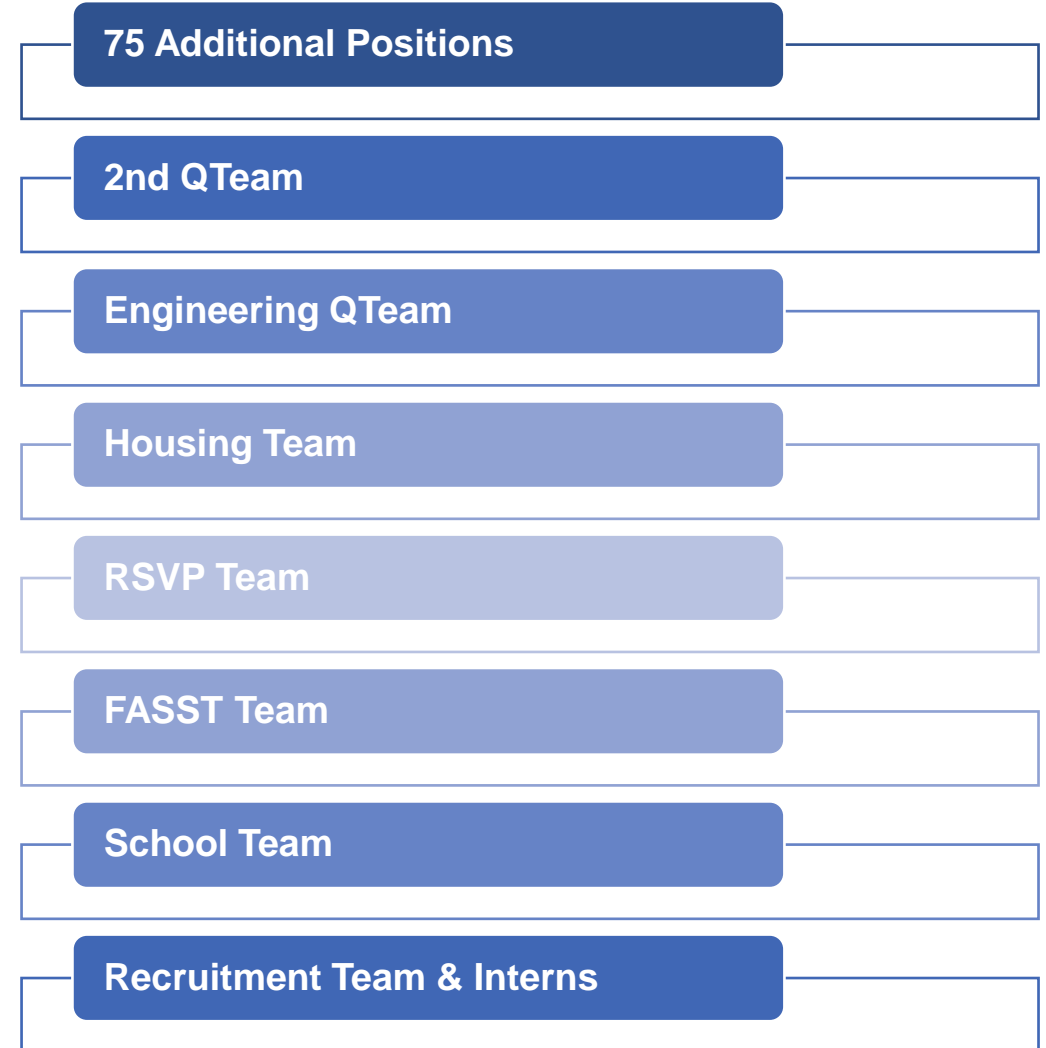 75 Additional Positions
2nd QTeam
Engineering QTeam
Housing Team
RSVP Team
FASST Team
School Team
Recruitment Team & Interns